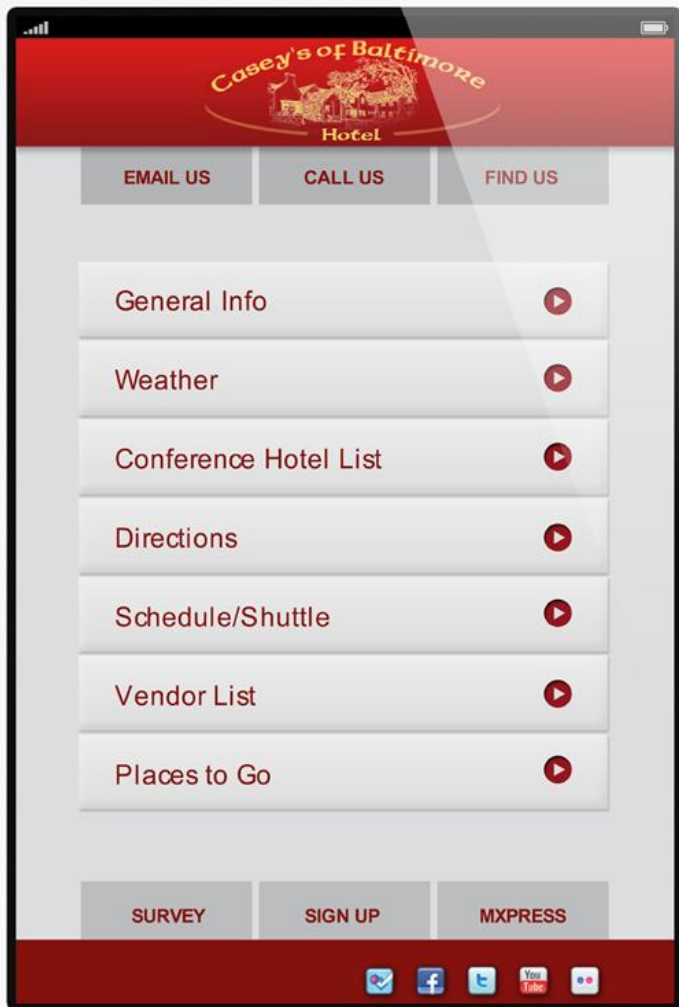 Casey's of Baltimore
Hotel
EMAIL US CALL US FIND US
General Info
Weather
Conference Hotel List
Directions
Schedule/Shuttle
Vendor List
Places to Go
SURVEY SIGN UP MXPRESS
f t You Tube